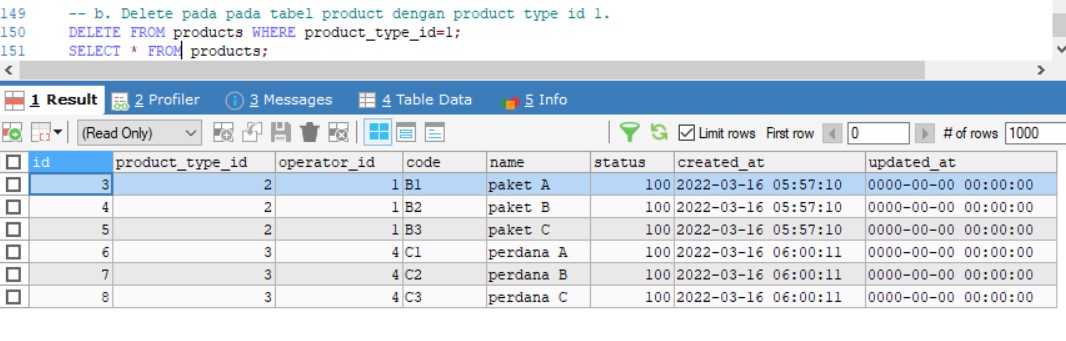 149 -- b. Delete pada pada tabel product dengan product type id 1.
150 DELETE FROM products WHERE product_type_id=1;
151 SELECT * FROM products;
1 Result 2 Profiler 3 Messages 4 Table Data 5 Info
(Read Only) Limit rows First row 0 # of rows 1000
id product_type_id operator_id code name status created_at updated_at
3 2 1 B1 paket A 100 2022-03-16 05:57:10 0000-00-00 00:00:00
4 2 1 B2 paket B 100 2022-03-16 05:57:10 0000-00-00 00:00:00
5 2 1 B3 paket C 100 2022-03-16 05:57:10 0000-00-00 00:00:00
6 3 4 C1 perdana A 100 2022-03-16 06:00:11 0000-00-00 00:00:00
7 3 4 C2 perdana B 100 2022-03-16 06:00:11 0000-00-00 00:00:00
8 3 4 C3 perdana C 100 2022-03-16 06:00:11 0000-00-00 00:00:00